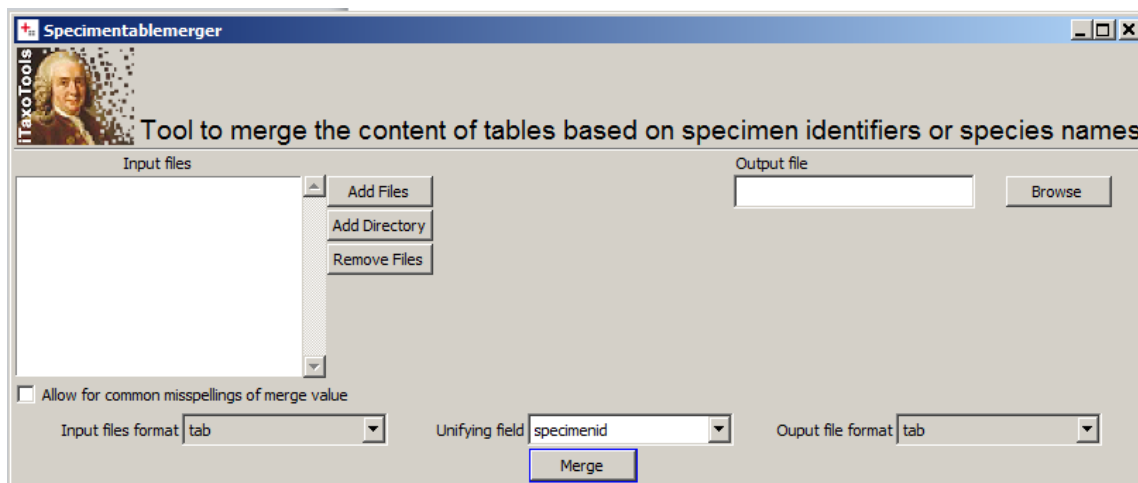 Specimentablemerger
iTaxoTools
Tool to merge the content of tables based on specimen identifiers or species names
Input files
Output file
Add Files
Browse
Add Directory
Remove Files
Allow for common misspellings of merge value
Input files format tab
Unifying field specimenid
Ouput file format tab
Merge